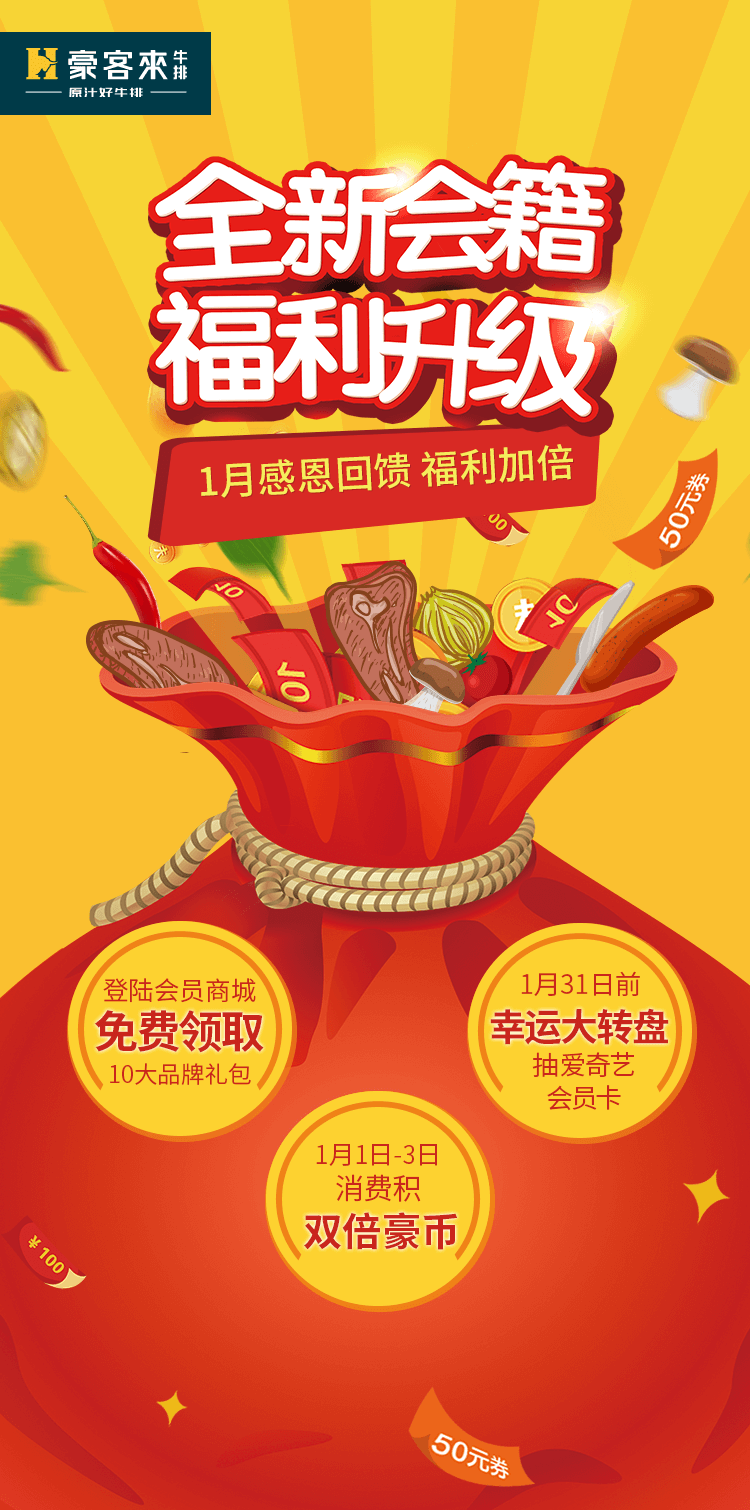 豪客來牛排
原汁好牛排
全新会籍
福利升级
1月感恩回馈 福利加倍
50元券
10
10
10
登陆会员商城
免费领取
10大品牌礼包
1月31日前
幸运大转盘
抽爱奇艺
会员卡
1月1日-3日
消费积
双倍豪币
100
50元券